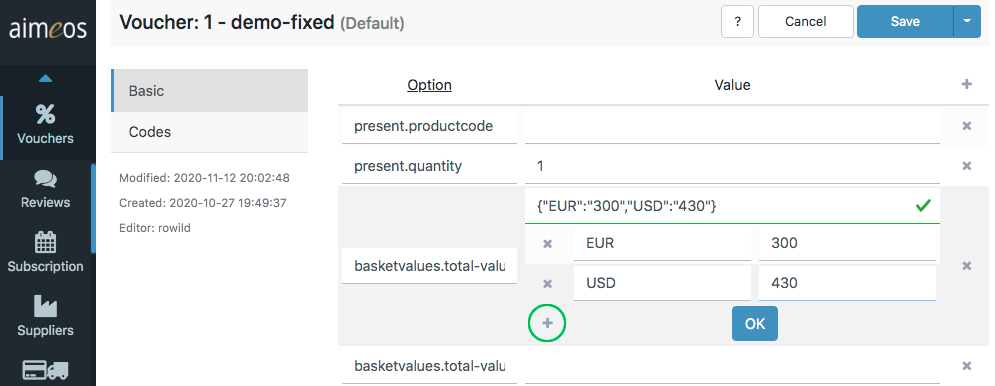 aimeos
Voucher: 1 - demo-fixed (Default)
?
Cancel
Save
Vouchers
Reviews
Subscription
Suppliers
Basic
Codes
Modified: 2020-11-12 20:02:48
Created: 2020-10-27 19:49:37
Editor: rowild
Option Value +
present.productcode
present.quantity 1
{"EUR":"300","USD":"430"}
EUR 300
basketvalues.total-valu
USD 430
+ OK
basketvalues.total-valu